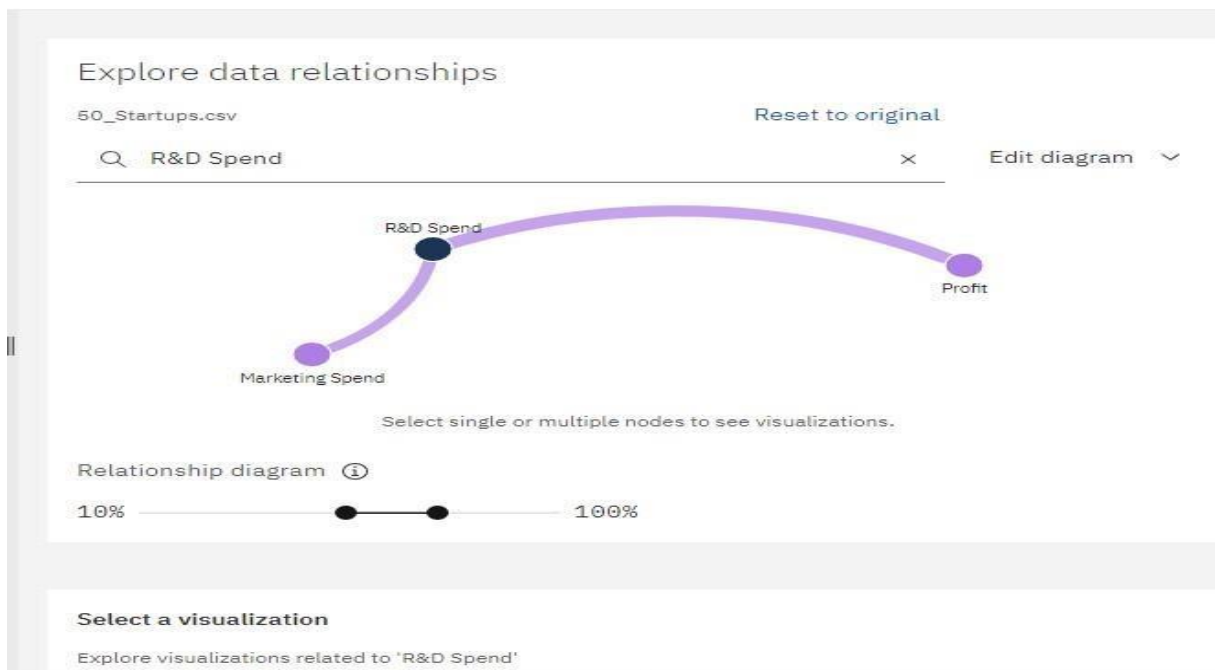 Explore data relationships
50_Startups.csv
Reset to original
R&D Spend
Edit diagram
R&D Spend
Profit
Marketing Spend
Select single or multiple nodes to see visualizations.
Relationship diagram
10% 100%
Select a visualization
Explore visualizations related to 'R&D Spend'